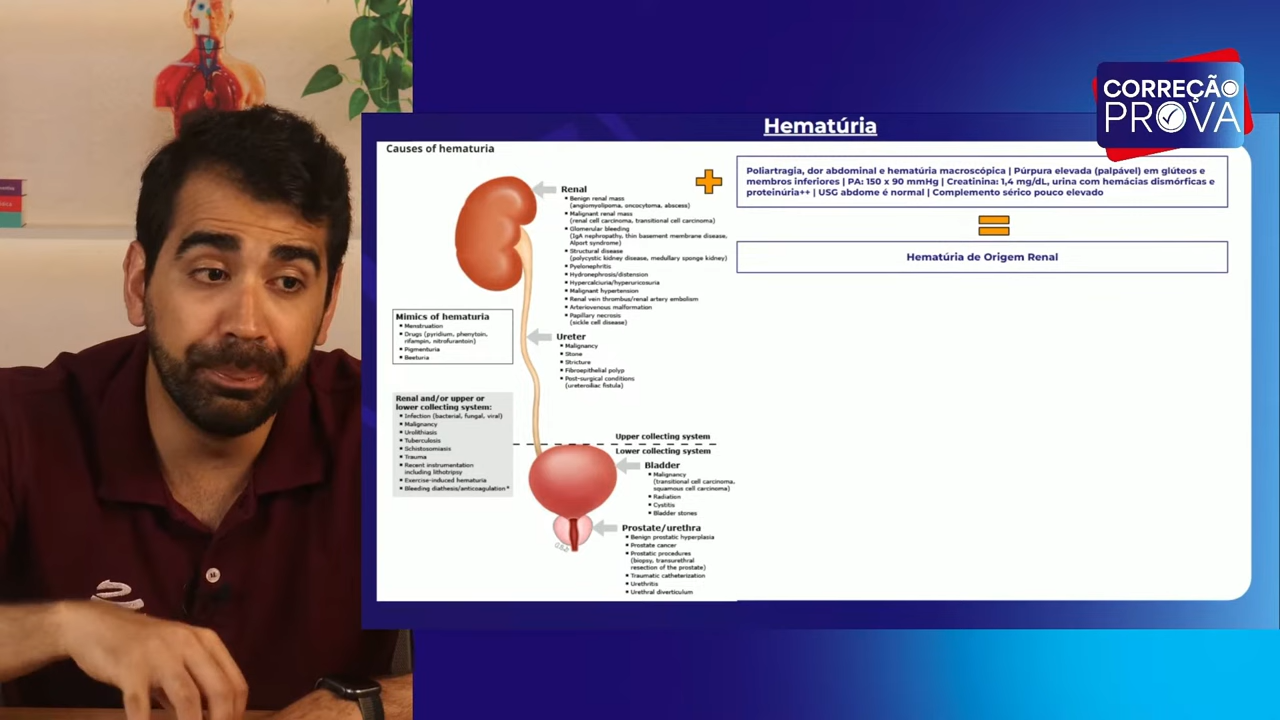 CORREÇÃO
PROVA
Hematúria
Causes of hematuria
Renal
▪ Benign renal mass
(angiomyolipoma, oncocytoma, abscess)
▪ Malignant renal mass
(renal cell carcinoma, transitional cell carcinoma)
▪ Glomerular bleeding
(IgA nephropathy, thin basement membrane disease,
Alport syndrome)
▪ Structural disease
(polycystic kidney disease, medullary sponge kidney)
▪ Pyelonephritis
▪ Hydronephrosis/distension
▪ Hypercalciuria/hyperuricosuria
▪ Malignant hypertension
▪ Renal vein thrombus/renal artery embolism
▪ Arteriovenous malformation
▪ Papillary necrosis
(sickle cell disease)
Mimics of hematuria
▪ Menstruation
▪ Drugs (pyridium, phenytoin,
rifampin, nitrofurantoin)
▪ Pigmenturia
▪ Beeturia
Ureter
▪ Malignancy
▪ Stone
▪ Stricture
▪ Fibroepithelial polyp
▪ Post-surgical conditions
(ureteroiliac fistula)
Renal and/or upper or
lower collecting system:
▪ Infection (bacterial, fungal, viral)
▪ Malignancy
▪ Urolithiasis
▪ Tuberculosis
▪ Schistosomiasis
▪ Trauma
▪ Recent instrumentation
including lithotripsy
▪ Exercise-induced hematuria
▪ Bleeding diathesis/anticoagulation*
Upper collecting system
Lower collecting system
Bladder
▪ Malignancy
(transitional cell carcinoma,
squamous cell carcinoma)
▪ Radiation
▪ Cystitis
▪ Bladder stones
Prostate/urethra
▪ Benign prostatic hyperplasia
▪ Prostate cancer
▪ Prostatic procedures
(biopsy, transurethral
resection of the prostate)
▪ Traumatic catheterization
▪ Urethritis
▪ Urethral diverticulum
Poliartragia, dor abdominal e hematúria macroscópica | Púrpura elevada (palpável) em glúteos e
membros inferiores | PA: 150 x 90 mmHg | Creatinina: 1,4 mg/dL, urina com hemácias dismórficas e
proteinúria++ | USG abdome é normal | Complemento sérico pouco elevado
Hematúria de Origem Renal